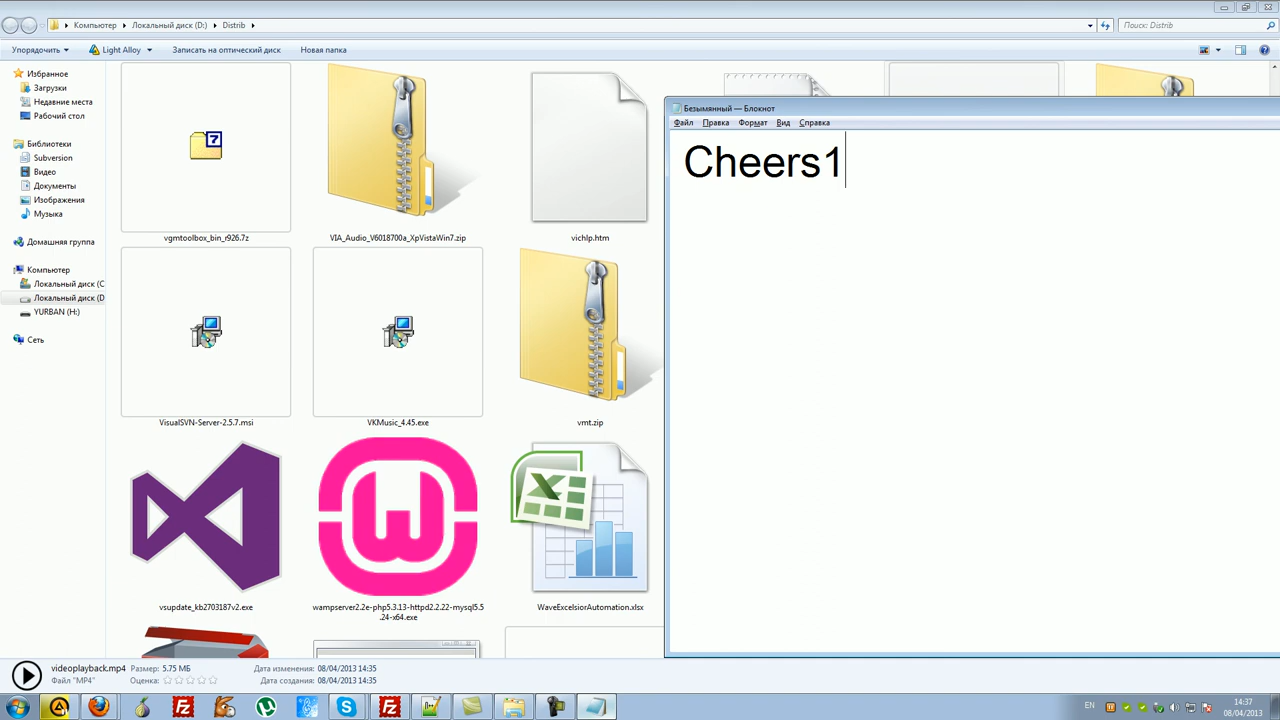 Компьютер
Локальный диск (D:)
Distrib
Поиск: Distrib
Упорядочить
Light Alloy
Записать на оптический диск
Новая папка
Избранное
Загрузки
Недавние места
Рабочий стол
Библиотеки
Subversion
Видео
Документы
Изображения
Музыка
Домашняя группа
Компьютер
Локальный диск (C
Локальный диск (D
YURBAN (H:)
Сеть
7
vgmtoolbox_bin_r926.7z
VIA_Audio_V6018700a_XpVistaWin7.zip
vichlp.htm
VisualSVN-Server-2.5.7.msi
VKMusic_4.45.exe
vmt.zip
vsupdate_kb2703187v2.exe
wampserver2.2e-php5.3.13-httpd2.2.22-mysql5.5
.24-x64.exe
WaveExcelsiorAutomation.xlsx
Безымянный — Блокнот
Файл
Правка
Формат
Вид
Справка
Cheers1
videoplayback.mp4
Размер: 5.75 МБ
Дата изменения: 08/04/2013 14:35
Файл "MP4"
Оценка:
Дата создания: 08/04/2013 14:35
EN
14:37
08/04/2013